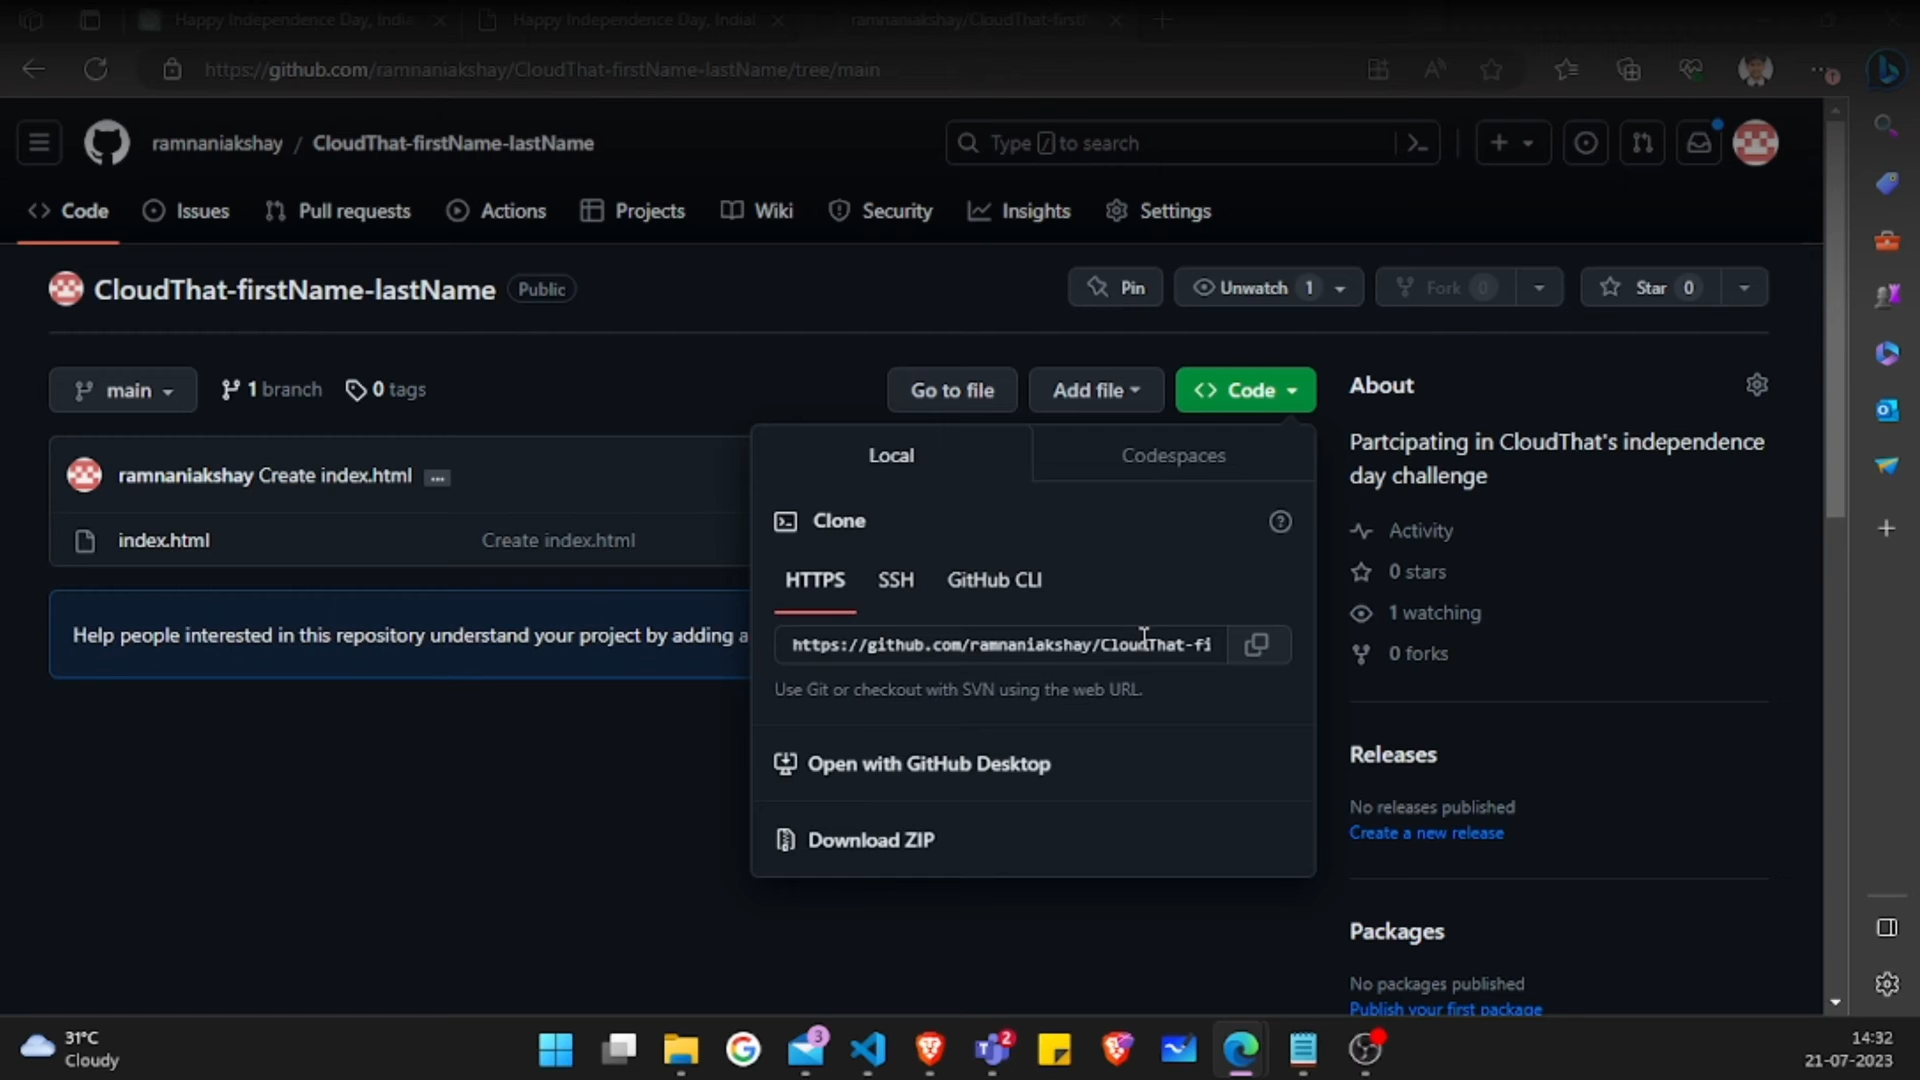 Happy Independence Day, India!
Happy Independence Day, India!
ramnaniakshay/CloudThat-first
https://github.com/ramnaniakshay/CloudThat-firstName-lastName/tree/main
ramnaniakshay / CloudThat-firstName-lastName
Type / to search
Code
Issues
Pull requests
Actions
Projects
Wiki
Security
Insights
Settings
CloudThat-firstName-lastName
Public
Pin
Unwatch 1
Fork 0
Star 0
main
1 branch
0 tags
Go to file
Add file
Code
ramnaniakshay Create index.html ...
index.html
Create index.html
Help people interested in this repository understand your project by adding a
Local
Codespaces
Clone
HTTPS
SSH
GitHub CLI
https://github.com/ramnaniakshay/CloudThat-fi
Use Git or checkout with SVN using the web URL.
Open with GitHub Desktop
Download ZIP
About
Partcipating in CloudThat's independence
day challenge
Activity
0 stars
1 watching
0 forks
Releases
No releases published
Create a new release
Packages
No packages published
Publish your first package
31°C
Cloudy
3
2
14:32
21-07-2023